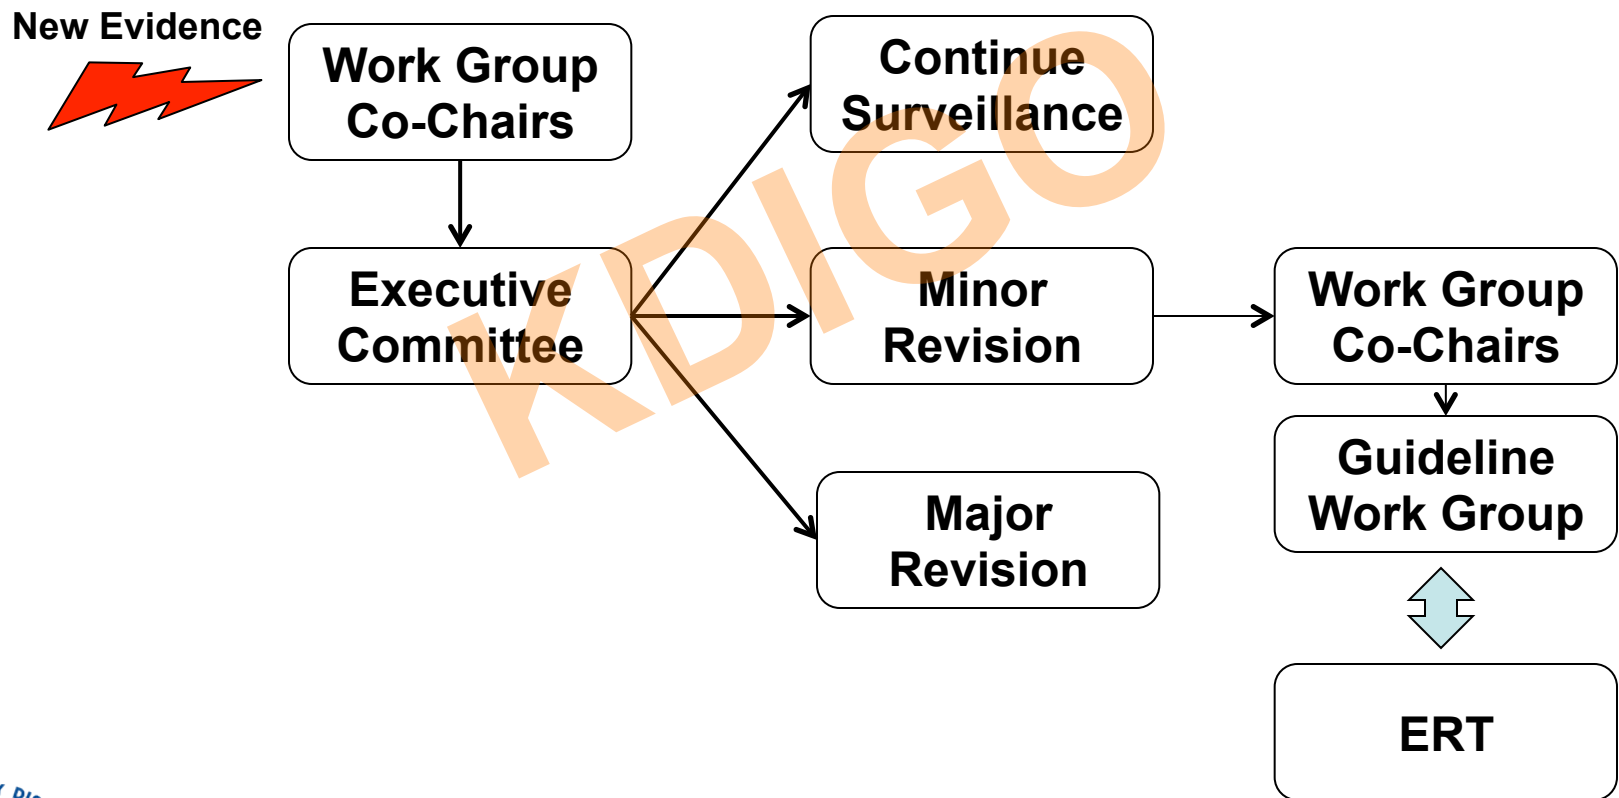 New Evidence
Work Group
Co-Chairs
Continue
Surveillance
Executive
Committee
Minor
Revision
Work Group
Co-Chairs
Guideline
Work Group
Major
Revision
ERT
KDIGO